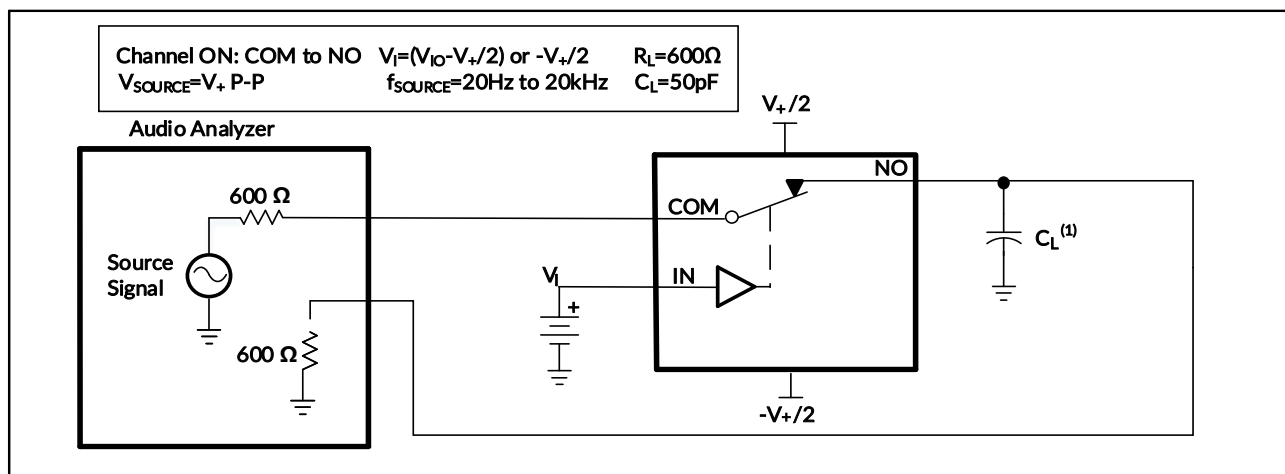 Channel ON: COM to NO V_I=(V_IO-V_+/2) or -V_+/2 R_L=600Ω
V_SOURCE=V_+ P-P f_SOURCE=20Hz to 20kHz C_L=50pF
Audio Analyzer
V_+/2
600 Ω
NO
COM
Source
Signal
C_L^(1)
V_I
IN
+
600 Ω
-V+/2